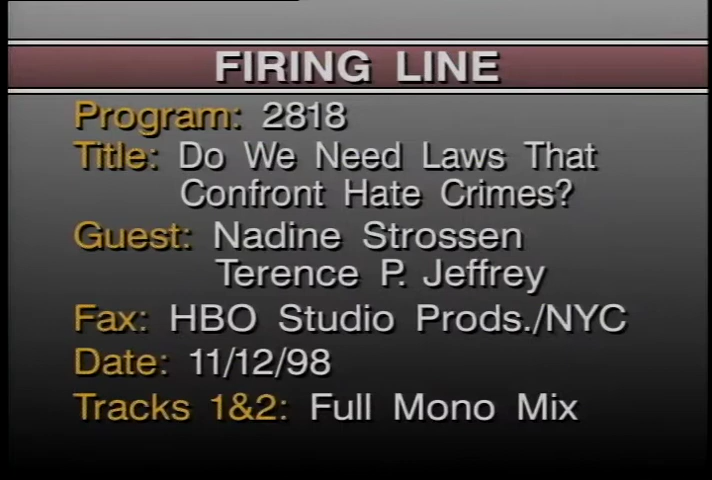 FIRING LINE
Program: 2818
Title: Do We Need Laws That
Confront Hate Crimes?
Guest: Nadine Strossen
Terence P. Jeffrey
Fax: HBO Studio Prods./NYC
Date: 11/12/98
Tracks 1&2: Full Mono Mix